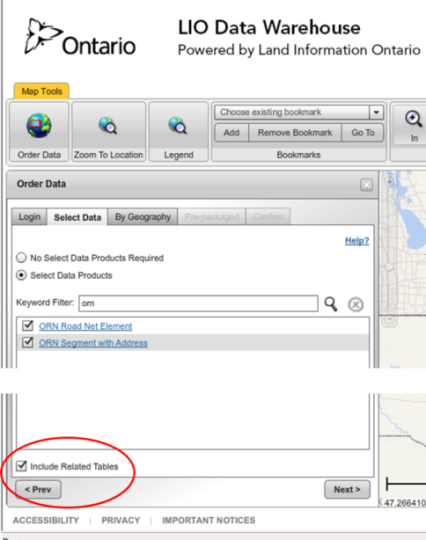 Ontario
LIO Data Warehouse
Powered by Land Information Ontario
Map Tools
Order Data
Zoom To Location
Legend
Choose existing bookmark
Add
Remove Bookmark
Go To
Bookmarks
In
Order Data
Login
Select Data
By Geography
Pre-packaged
Confirm
Help?
No Select Data Products Required
Select Data Products
Keyword Filter: orn
ORN Road Net Element
ORN Segment with Address
Include Related Tables
< Prev
Next >
47.266410
ACCESSIBILITY | PRIVACY | IMPORTANT NOTICES